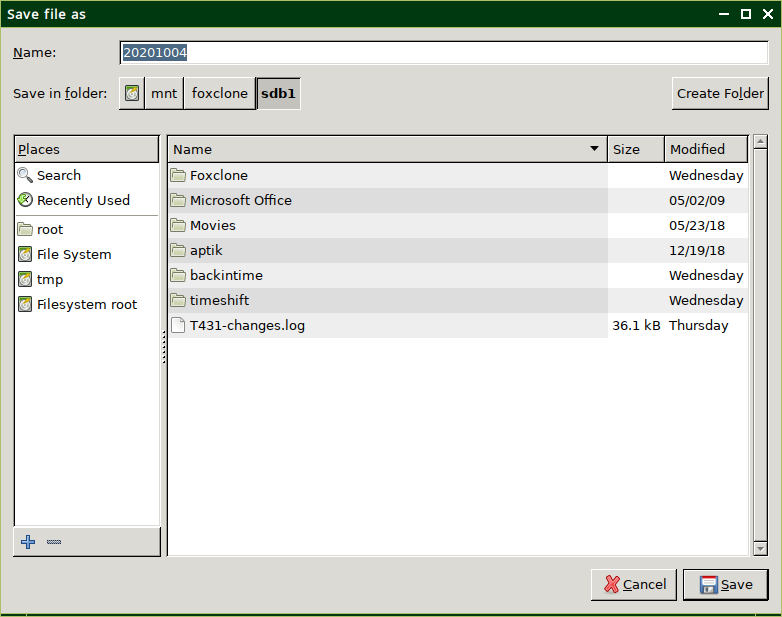 Save file as
Name: 20201004
Save in folder: mnt foxclone sdb1 Create Folder
Places
Search
Recently Used
root
File System
tmp
Filesystem root
Name Size Modified
Foxclone Wednesday
Microsoft Office 05/02/09
Movies 05/23/18
aptik 12/19/18
backintime Wednesday
timeshift Wednesday
T431-changes.log 36.1 kB Thursday
Cancel Save